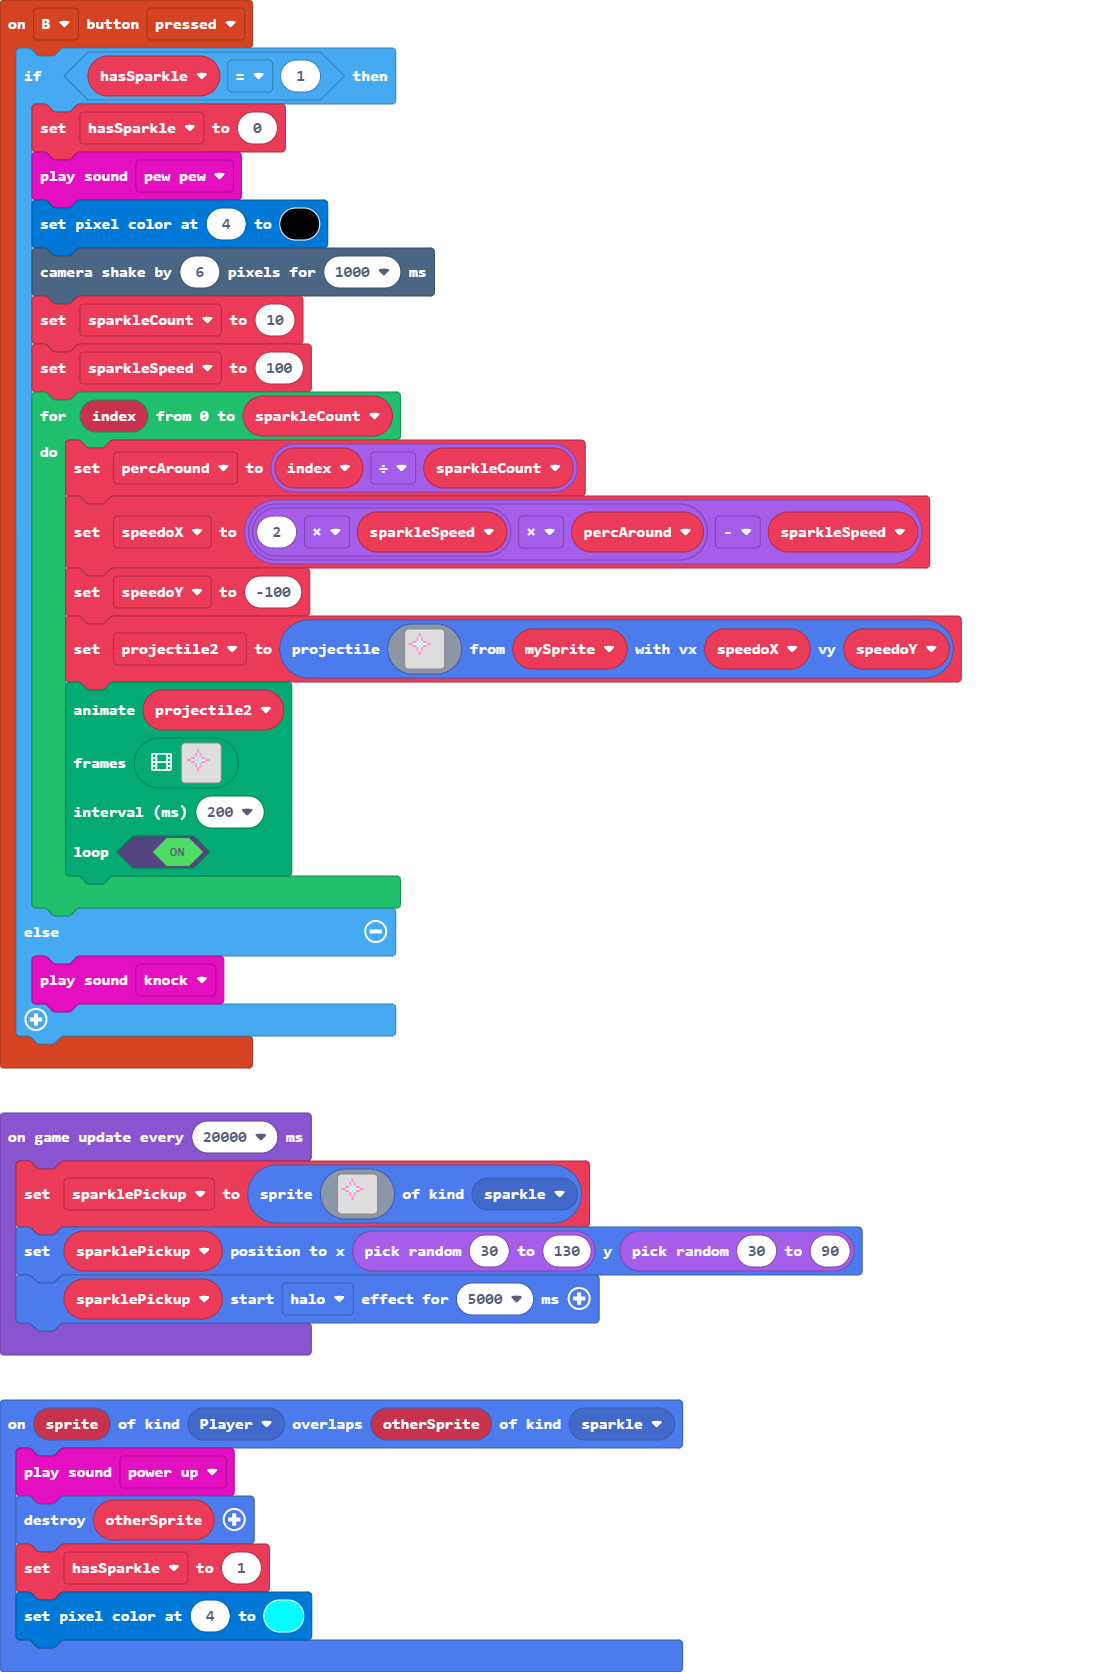 on B button pressed
if hasSparkle = 1 then
set hasSparkle to 0
play sound pew pew
set pixel color at 4 to
camera shake by 6 pixels for 1000 ms
set sparkleCount to 10
set sparkleSpeed to 100
for index from 0 to sparkleCount
do
set percAround to index ÷ sparkleCount
set speedoX to 2 × sparkleSpeed × percAround - sparkleSpeed
set speedoY to -100
set projectile2 to projectile from mySprite with vx speedoX vy speedoY
animate projectile2
frames
interval (ms) 200
loop ON
else
play sound knock
on game update every 20000 ms
set sparklePickup to sprite of kind sparkle
set sparklePickup position to x pick random 30 to 130 y pick random 30 to 90
sparklePickup start halo effect for 5000 ms
on sprite of kind Player overlaps otherSprite of kind sparkle
play sound power up
destroy otherSprite
set hasSparkle to 1
set pixel color at 4 to